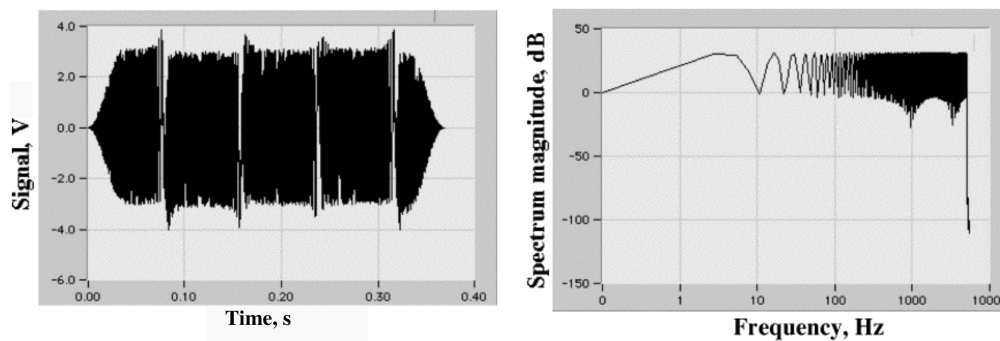 Signal, V
4.0
2.0
0.0
-2.0
-4.0
-6.0
0.00 0.10 0.20 0.30 0.40
Time, s
Spectrum magnitude, dB
50
0
-50
-100
-150
0 1 10 100 1000 10000
Frequency, Hz